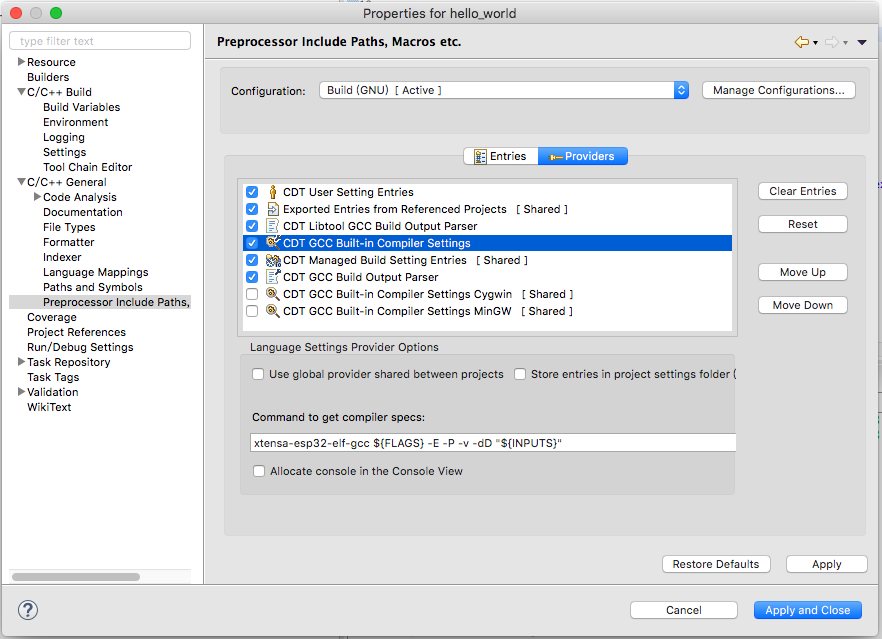 Properties for hello_world
type filter text
Resource
Builders
C/C++ Build
Build Variables
Environment
Logging
Settings
Tool Chain Editor
C/C++ General
Code Analysis
Documentation
File Types
Formatter
Indexer
Language Mappings
Paths and Symbols
Preprocessor Include Paths,
Coverage
Project References
Run/Debug Settings
Task Repository
Task Tags
Validation
WikiText
Preprocessor Include Paths, Macros etc.
Configuration: Build (GNU) [ Active ] Manage Configurations...
Entries Providers
CDT User Setting Entries
Exported Entries from Referenced Projects [ Shared ]
CDT Libtool GCC Build Output Parser
CDT GCC Built-in Compiler Settings
CDT Managed Build Setting Entries [ Shared ]
CDT GCC Build Output Parser
CDT GCC Built-in Compiler Settings Cygwin [ Shared ]
CDT GCC Built-in Compiler Settings MinGW [ Shared ]
Clear Entries
Reset
Move Up
Move Down
Language Settings Provider Options
Use global provider shared between projects Store entries in project settings folder (
Command to get compiler specs:
xtensa-esp32-elf-gcc ${FLAGS} -E -P -v -dD "${INPUTS}"
Allocate console in the Console View
Restore Defaults Apply
? Cancel Apply and Close